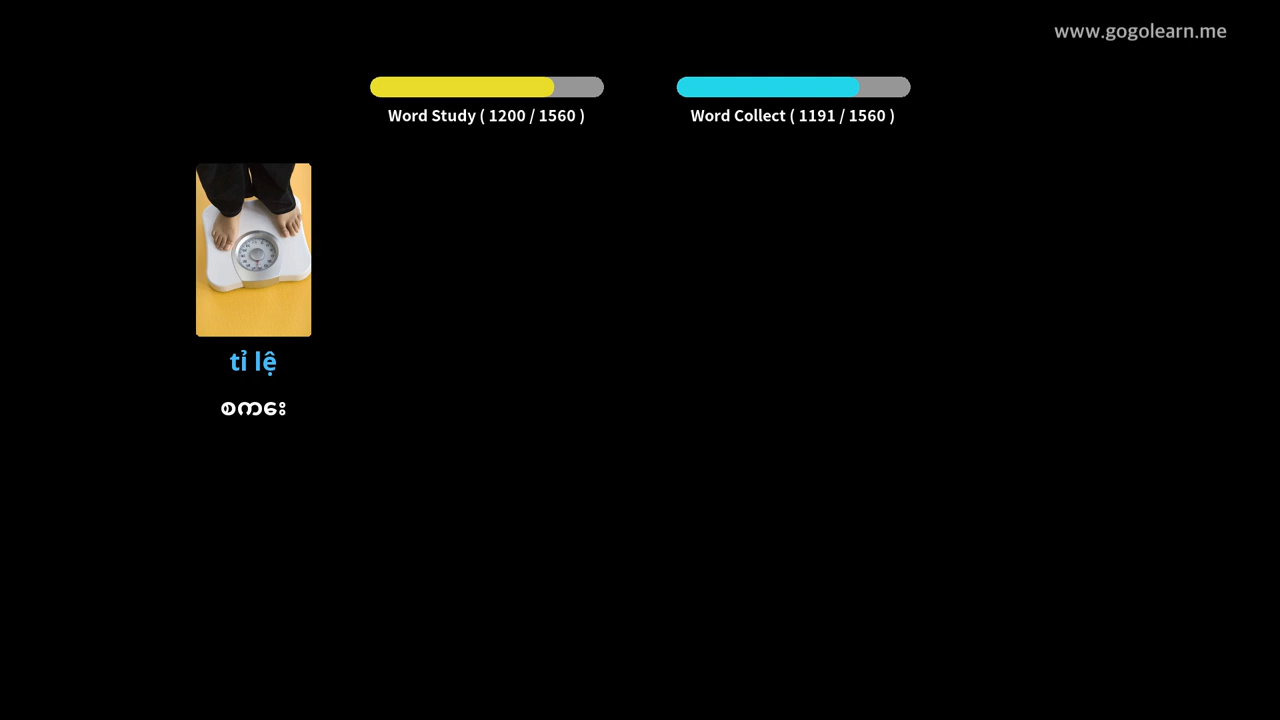 www.gogolearn.me
Word Study ( 1200 / 1560 )
Word Collect ( 1191 / 1560 )
tỉ lệ
စကေး